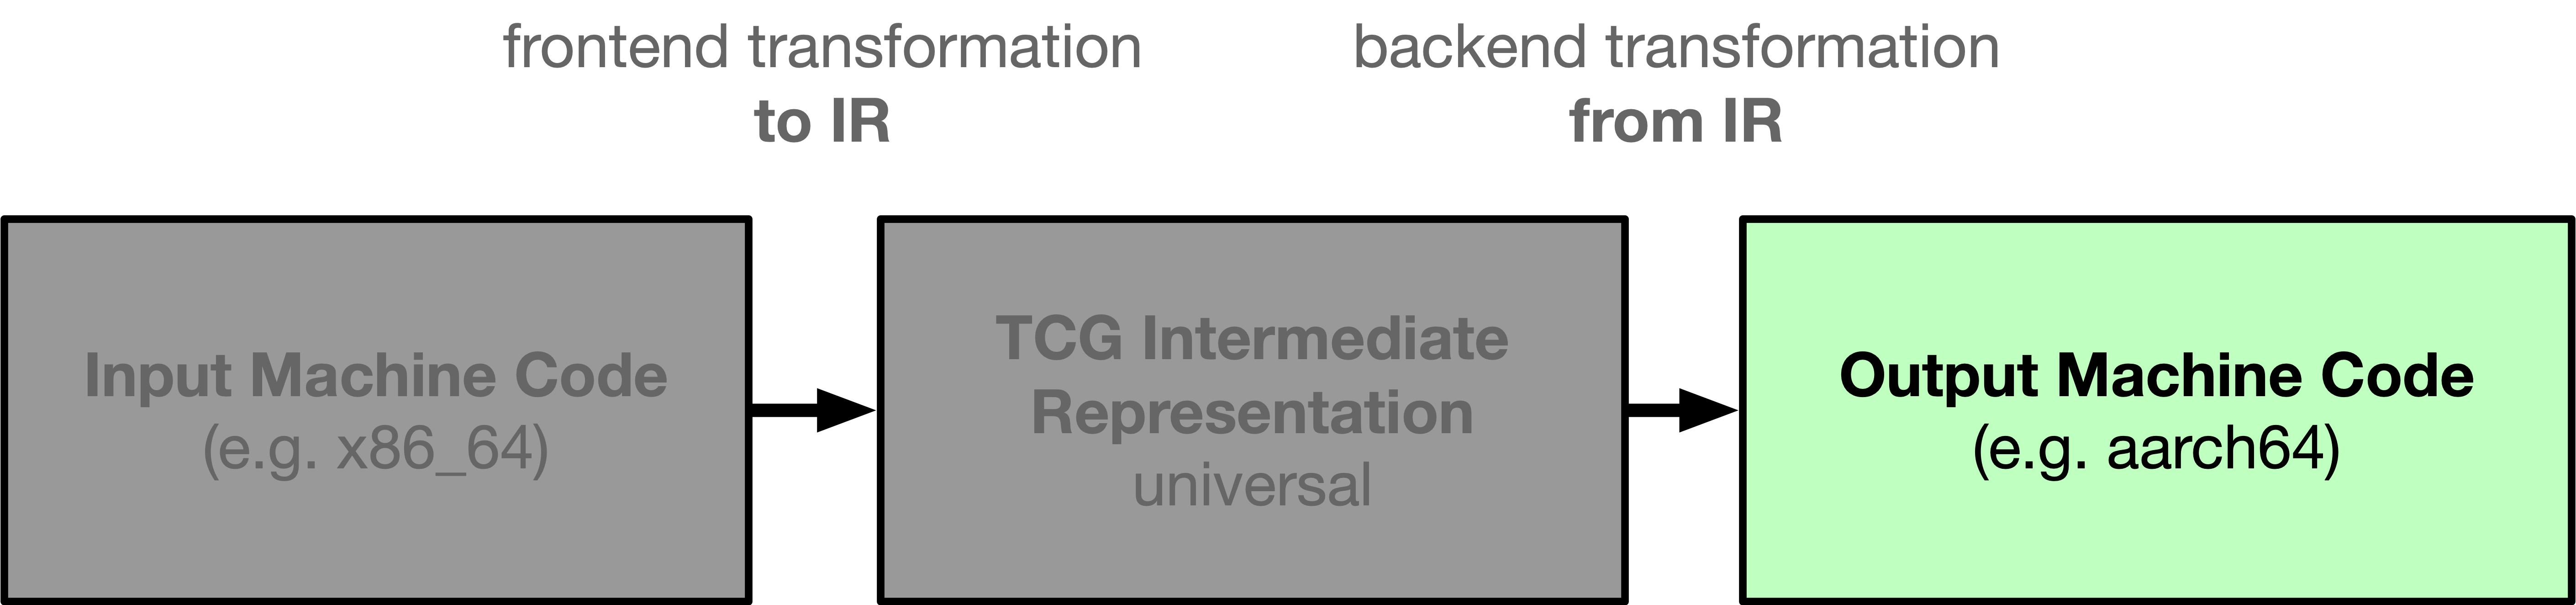 frontend transformation
to IR
backend transformation
from IR
Input Machine Code
(e.g. x86_64)
TCG Intermediate
Representation
universal
Output Machine Code
(e.g. aarch64)